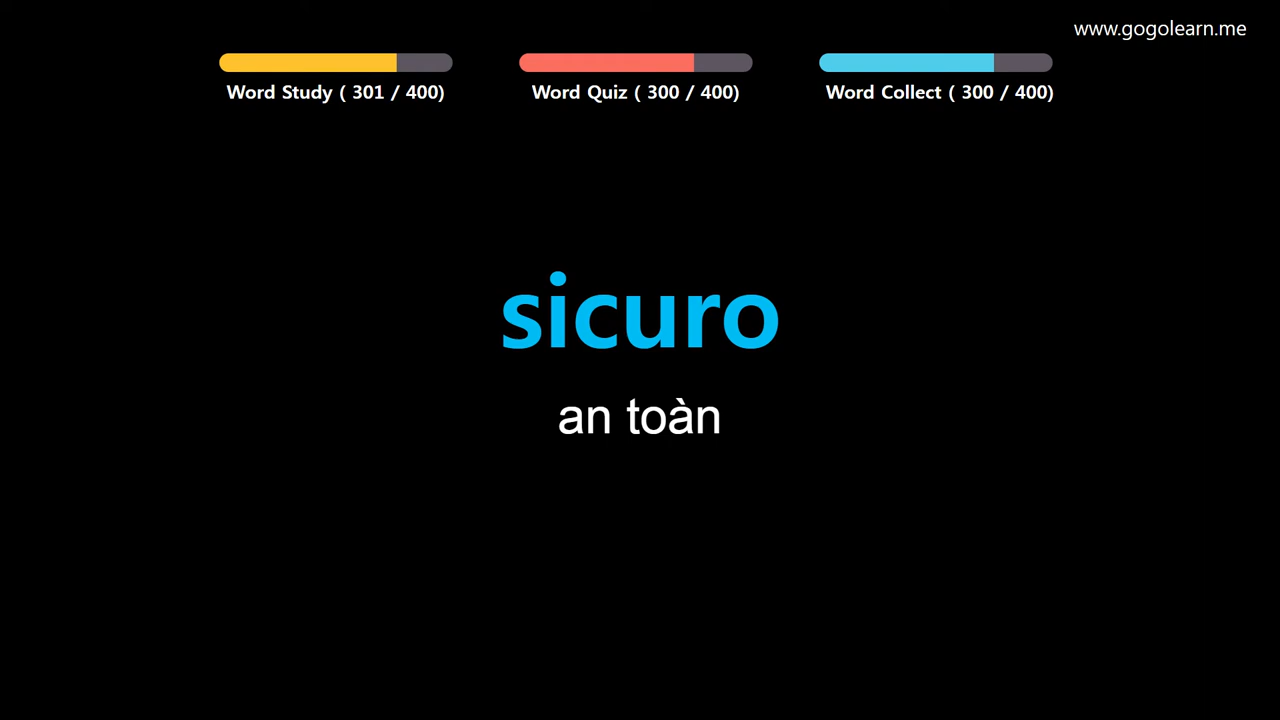 www.gogolearn.me
Word Study ( 301 / 400)
Word Quiz ( 300 / 400)
Word Collect ( 300 / 400)
sicuro
an toàn